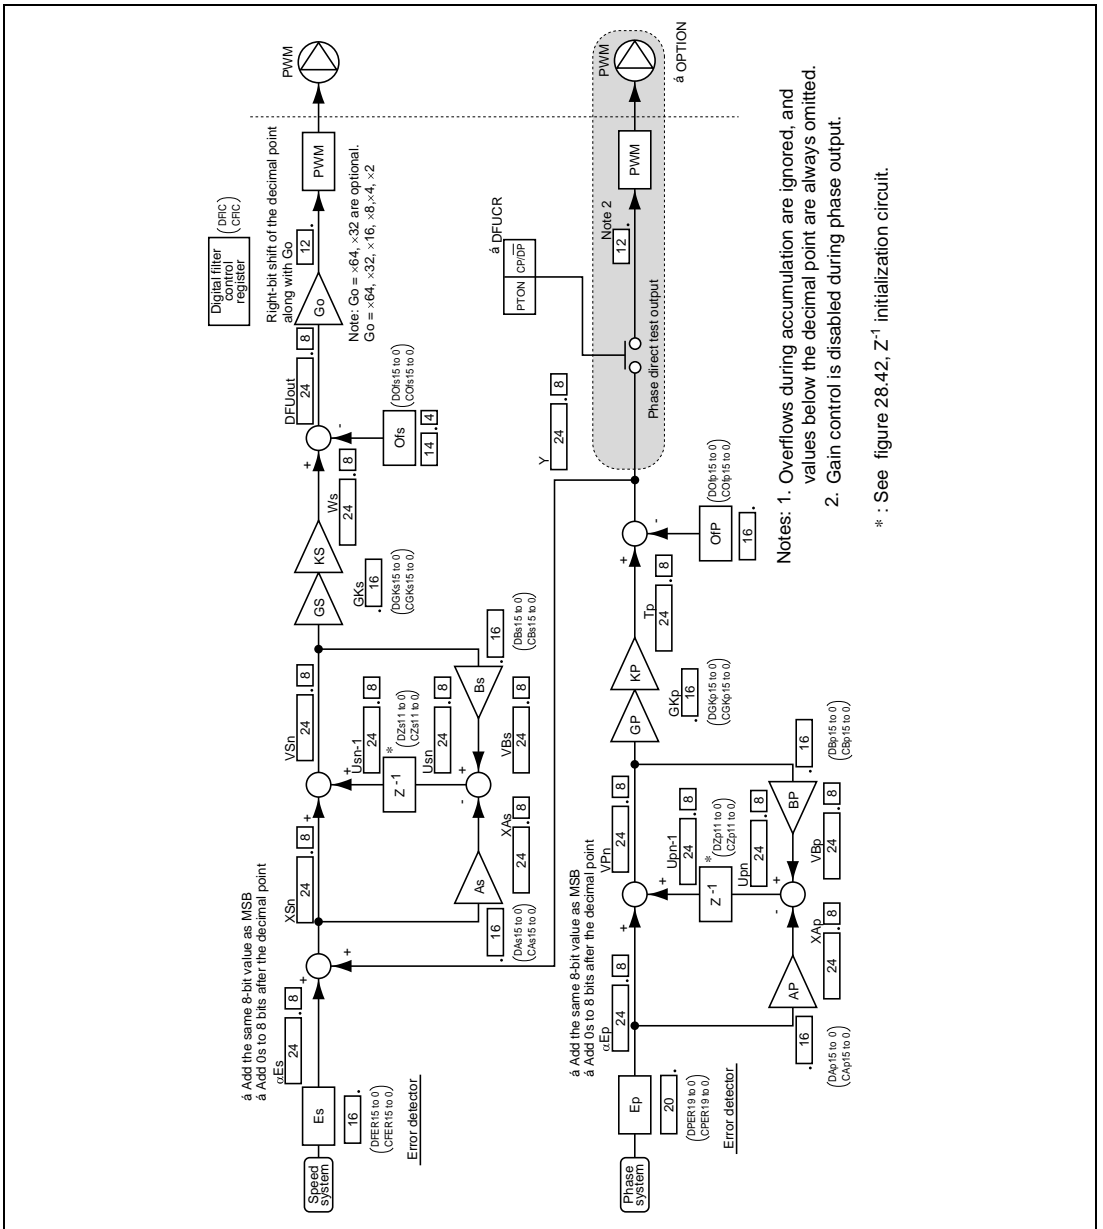 Speed
system
Es
16 .
(DFER15 to 0)
(CFER15 to 0)
Error detector
á Add the same 8-bit value as MSB
á Add 0s to 8 bits after the decimal point
αEs
24 . 8
+
+
XSn
24 . 8
As
. 16
(DAs15 to 0)
(CAs15 to 0)
XAs
24 . 8
+
+
-
+
Z -1
*
Usn-1
24 . 8
(DZs11 to 0)
(CZs11 to 0)
Usn
24 . 8
VBs
24 . 8
Bs
. 16
(DBs15 to 0)
(CBs15 to 0)
VSn
24 . 8
GS
KS
GKs
. 16
(DGKs15 to 0)
(CGKs15 to 0)
Ws
24 . 8
+
-
Ofs
14 . 4
(DOfs15 to 0)
(COfs15 to 0)
DFUout
24 . 8
Go
Right-bit shift of the decimal point
along with Go
12 .
Note: Go = ×64, ×32 are optional.
Go = ×64, ×32, ×16, ×8,×4, ×2
Digital filter
control
register
(DFIC)
(CFIC)
PWM
PWM
Phase
system
Ep
20 .
(DPER19 to 0)
(CPER19 to 0)
Error detector
á Add the same 8-bit value as MSB
á Add 0s to 8 bits after the decimal point
αEp
24 . 8
AP
. 16
(DAp15 to 0)
(CAp15 to 0)
XAp
24 . 8
+
+
-
+
Z -1
*
Upn-1
24 . 8
(DZp11 to 0)
(CZp11 to 0)
Upn
24 . 8
VBp
24 . 8
BP
. 16
(DBp15 to 0)
(CBp15 to 0)
VPn
24 . 8
GP
KP
GKp
. 16
(DGKp15 to 0)
(CGKp15 to 0)
Tp
24 . 8
+
-
OfP
16 .
(DOfp15 to 0)
(COfp15 to 0)
Y
24 . 8
Phase direct test output
PTON CP/DP
á DFUCR
Note 2
12 .
PWM
PWM
á OPTION
Notes: 1. Overflows during accumulation are ignored, and
values below the decimal point are always omitted.
2. Gain control is disabled during phase output.
* : See figure 28.42, Z-1 initialization circuit.